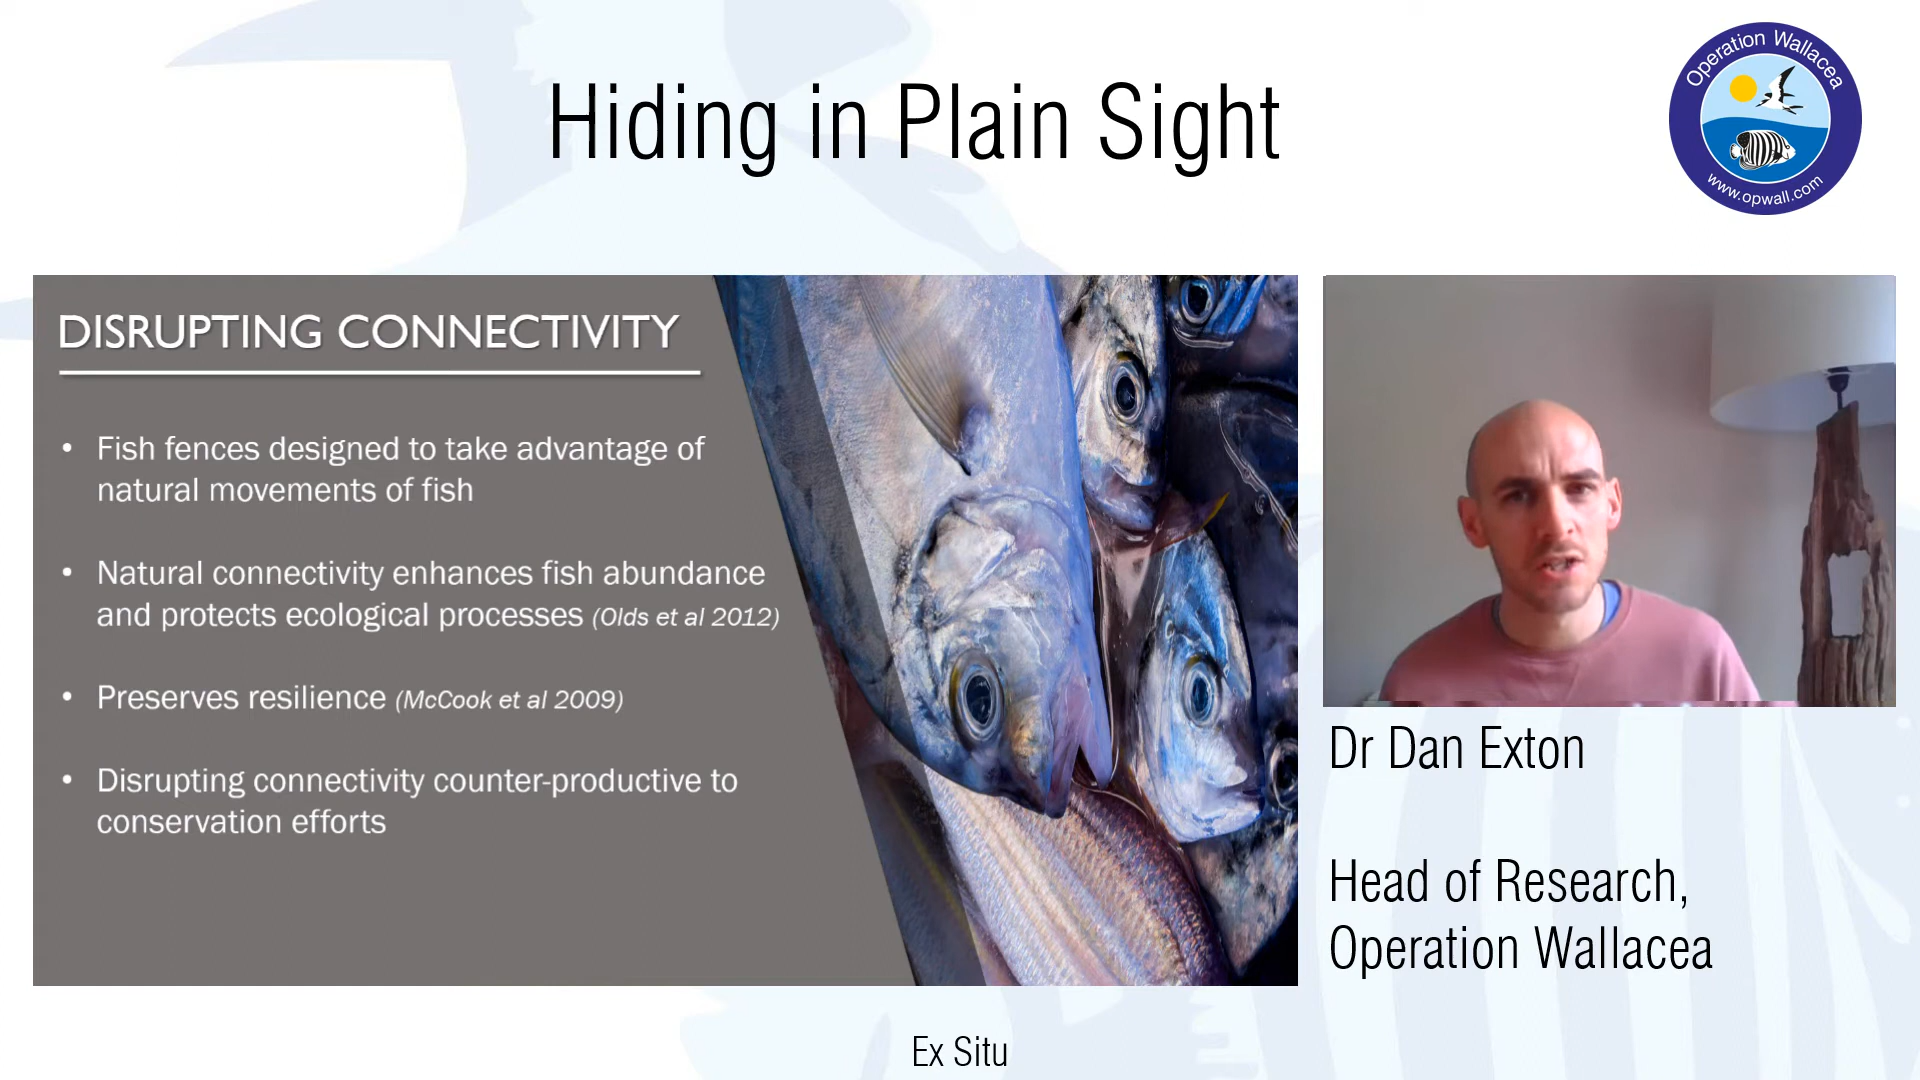 Hiding in Plain Sight
Operation Wallacea
www.opwall.com
DISRUPTING CONNECTIVITY
• Fish fences designed to take advantage of
natural movements of fish
• Natural connectivity enhances fish abundance
and protects ecological processes (Olds et al 2012)
• Preserves resilience (McCook et al 2009)
• Disrupting connectivity counter-productive to
conservation efforts
Dr Dan Exton
Head of Research,
Operation Wallacea
Ex Situ